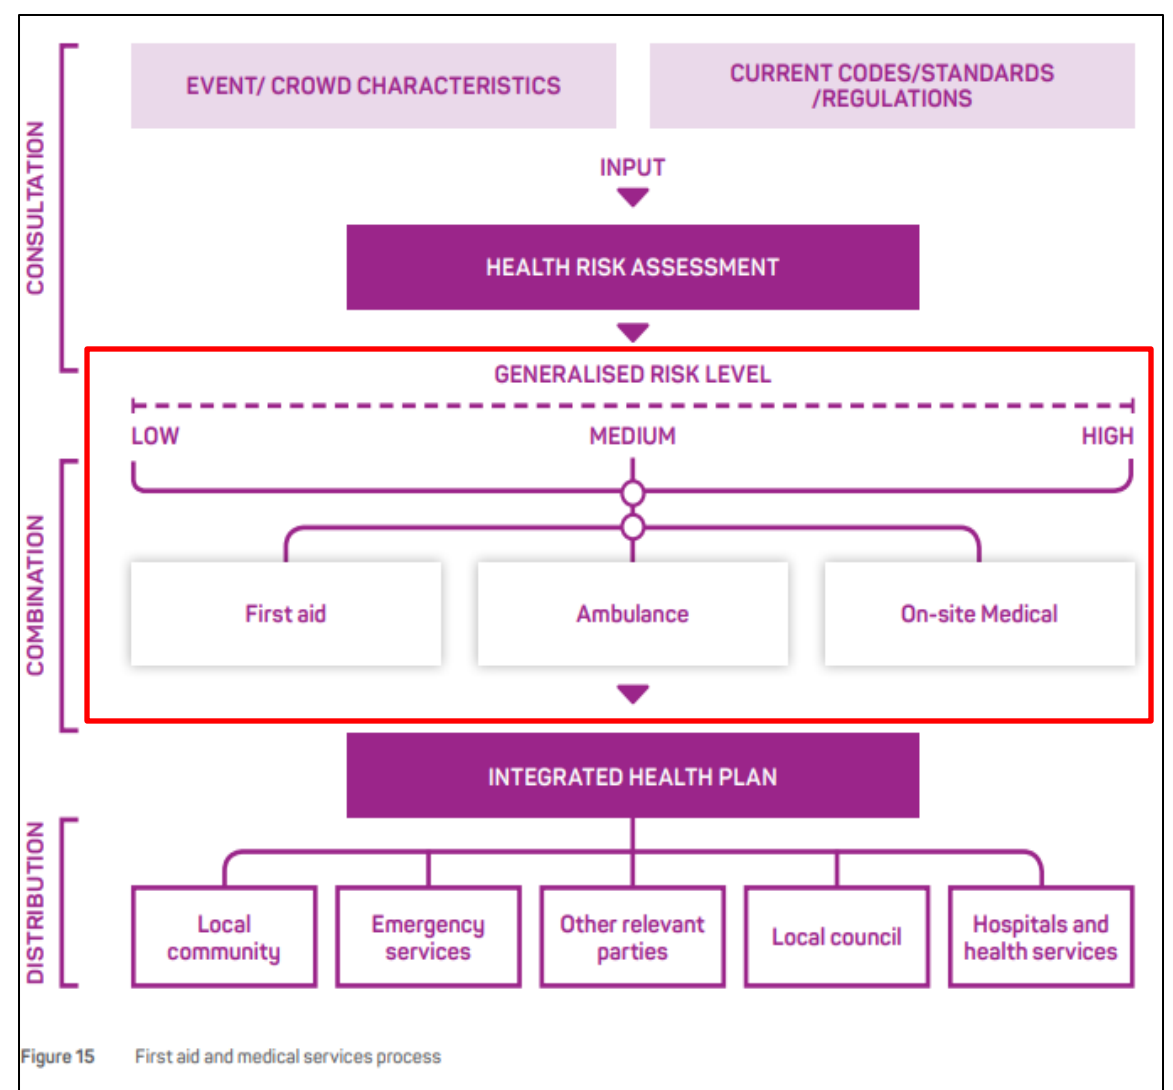 CONSULTATION
EVENT/ CROWD CHARACTERISTICS
CURRENT CODES/STANDARDS
/REGULATIONS
INPUT
HEALTH RISK ASSESSMENT
GENERALISED RISK LEVEL
LOW
MEDIUM
HIGH
COMBINATION
First aid
Ambulance
On-site Medical
INTEGRATED HEALTH PLAN
DISTRIBUTION
Local
community
Emergency
services
Other relevant
parties
Local council
Hospitals and
health services
Figure 15 First aid and medical services process